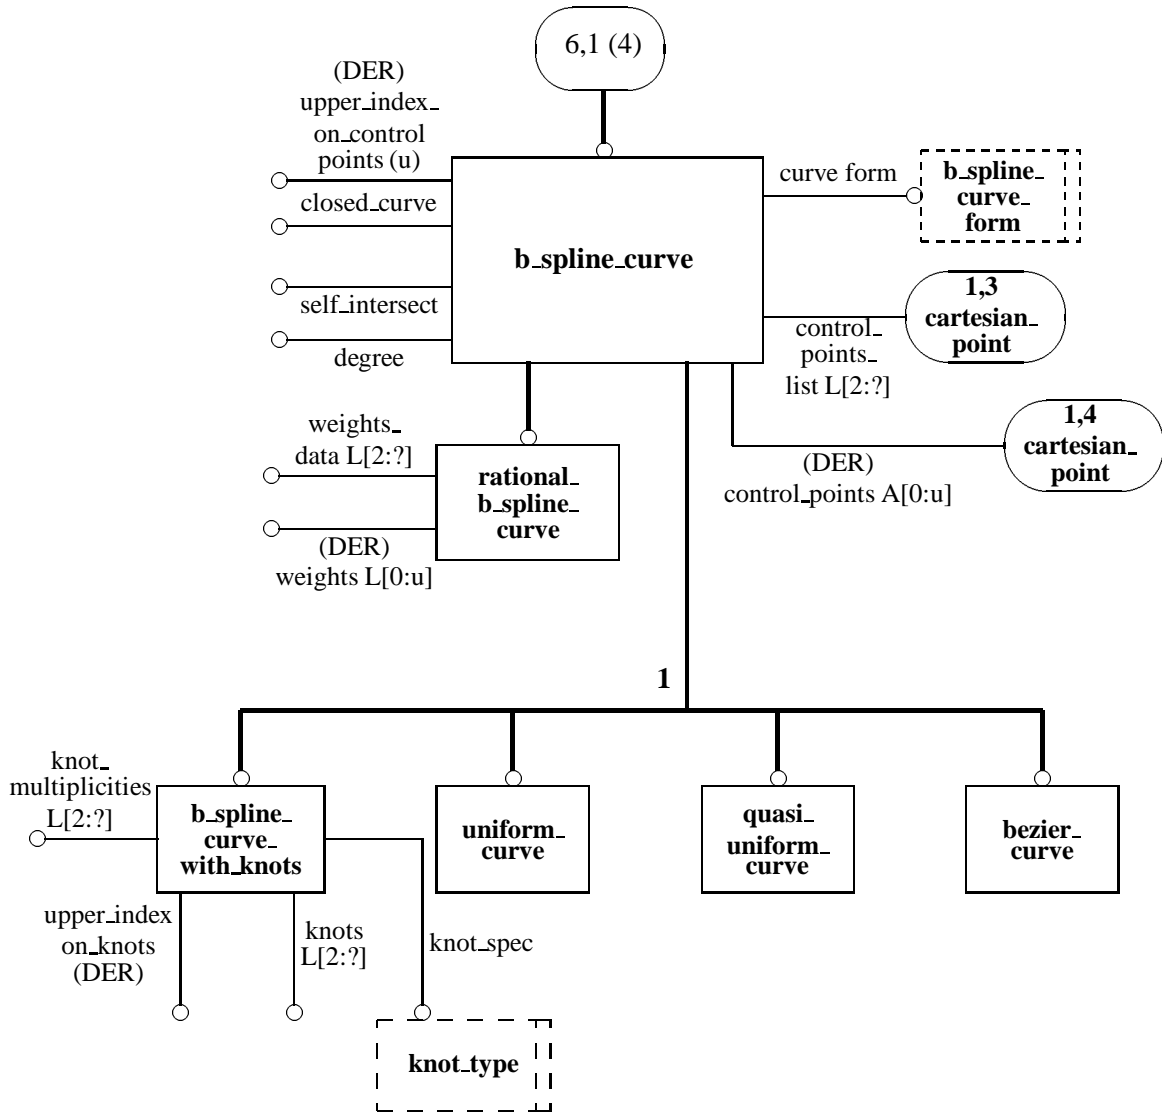 6,1 (4)
(DER)
upper_index_
on_control
points (u)
closed_curve
self_intersect
degree
b_spline_curve
curve form
b_spline_
curve_
form
1,3
cartesian_
point
control_
points_
list L[2:?]
1,4
cartesian_
point
(DER)
control_points A[0:u]
weights_
data L[2:?]
rational_
b_spline_
curve
(DER)
weights L[0:u]
1
knot_
multiplicities
L[2:?]
b_spline_
curve_
with_knots
uniform_
curve
quasi_
uniform_
curve
bezier_
curve
upper_index
on_knots
(DER)
knots
L[2:?]
knot_spec
knot_type